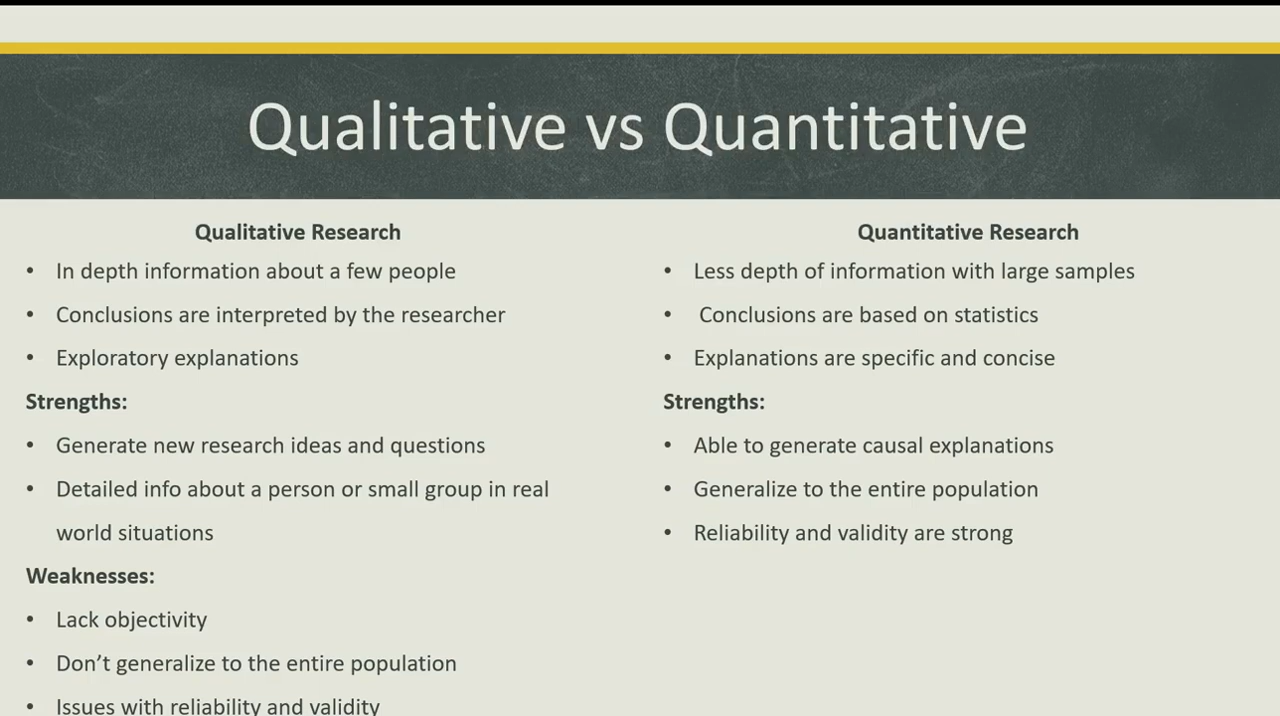 Qualitative vs Quantitative
Qualitative Research
• In depth information about a few people
• Conclusions are interpreted by the researcher
• Exploratory explanations
Strengths:
• Generate new research ideas and questions
• Detailed info about a person or small group in real
world situations
Weaknesses:
• Lack objectivity
• Don’t generalize to the entire population
• Issues with reliability and validity
Quantitative Research
• Less depth of information with large samples
• Conclusions are based on statistics
• Explanations are specific and concise
Strengths:
• Able to generate causal explanations
• Generalize to the entire population
• Reliability and validity are strong